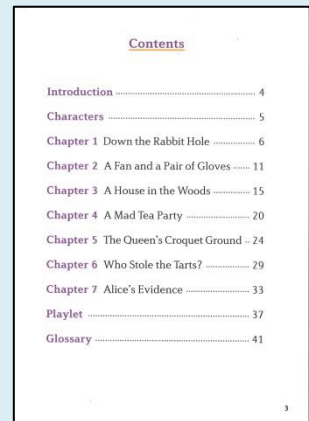 Contents
Introduction 4
Characters 5
Chapter 1 Down the Rabbit Hole 6
Chapter 2 A Fan and a Pair of Gloves 11
Chapter 3 A House in the Woods 15
Chapter 4 A Mad Tea Party 20
Chapter 5 The Queen's Croquet Ground 24
Chapter 6 Who Stole the Tarts? 29
Chapter 7 Alice's Evidence 33
Playlet 37
Glossary 41
3